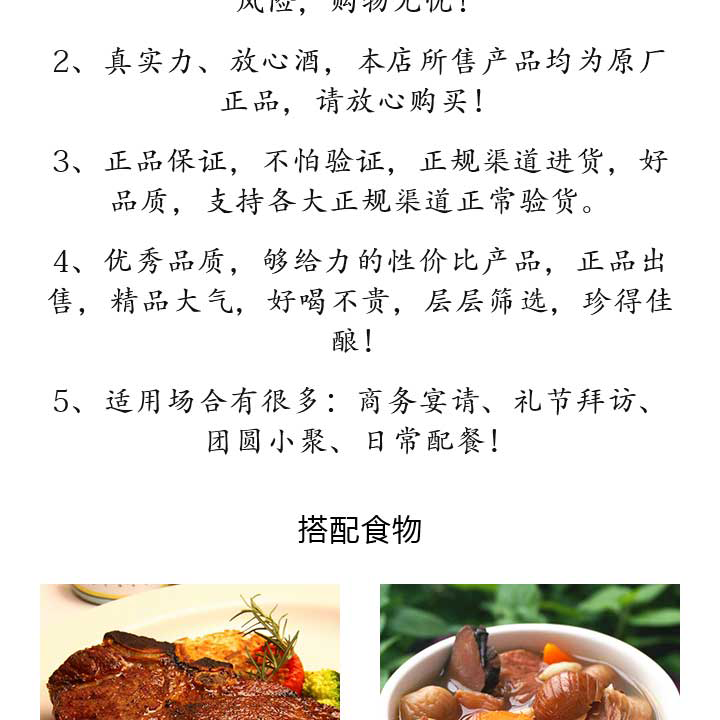 风险，购物无忧！
2、真实力、放心酒，本店所售产品均为原厂
正品，请放心购买！
3、正品保证，不怕验证，正规渠道进货，好
品质，支持各大正规渠道正常验货。
4、优秀品质，够给力的性价比产品，正品出
售，精品大气，好喝不贵，层层筛选，珍得佳
酿！
5、适用场合有很多：商务宴请、礼节拜访、
团圆小聚、日常配餐！
搭配食物